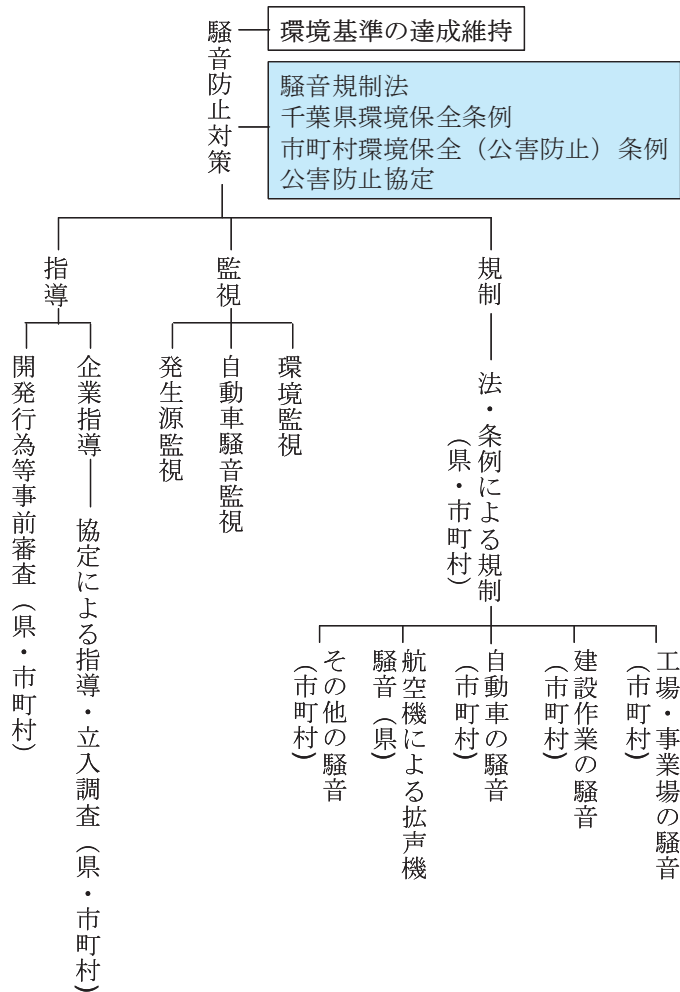 騒音防止対策
環境基準の達成維持
騒音規制法
千葉県環境保全条例
市町村環境保全（公害防止）条例
公害防止協定
規制
法・条例による規制
（県・市町村）
工場・事業場の騒音
（市町村）
建設作業の騒音
（市町村）
自動車の騒音
（市町村）
航空機による拡声機
騒音（県）
その他の騒音
（市町村）
監視
環境監視
自動車騒音監視
発生源監視
指導
企業指導
協定による指導・立入調査（県・市町村）
開発行為等事前審査（県・市町村）